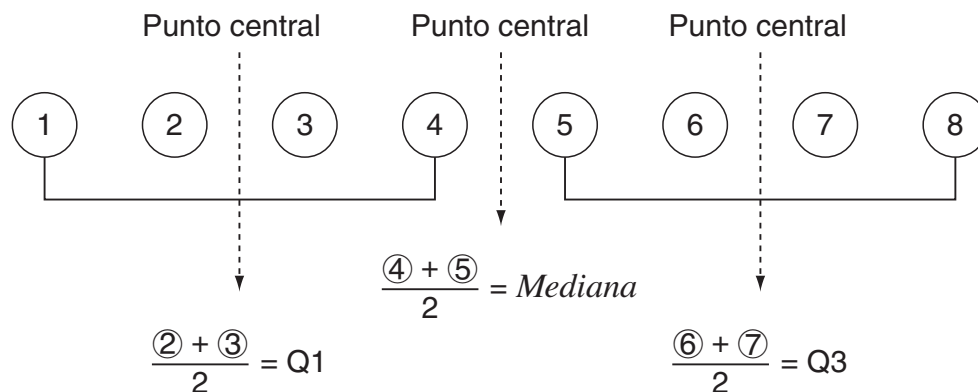 Punto central Punto central Punto central
1 2 3 4 5 6 7 8
④ + ⑤
2
= Mediana
② + ③
2
= Q1
⑥ + ⑦
2
= Q3